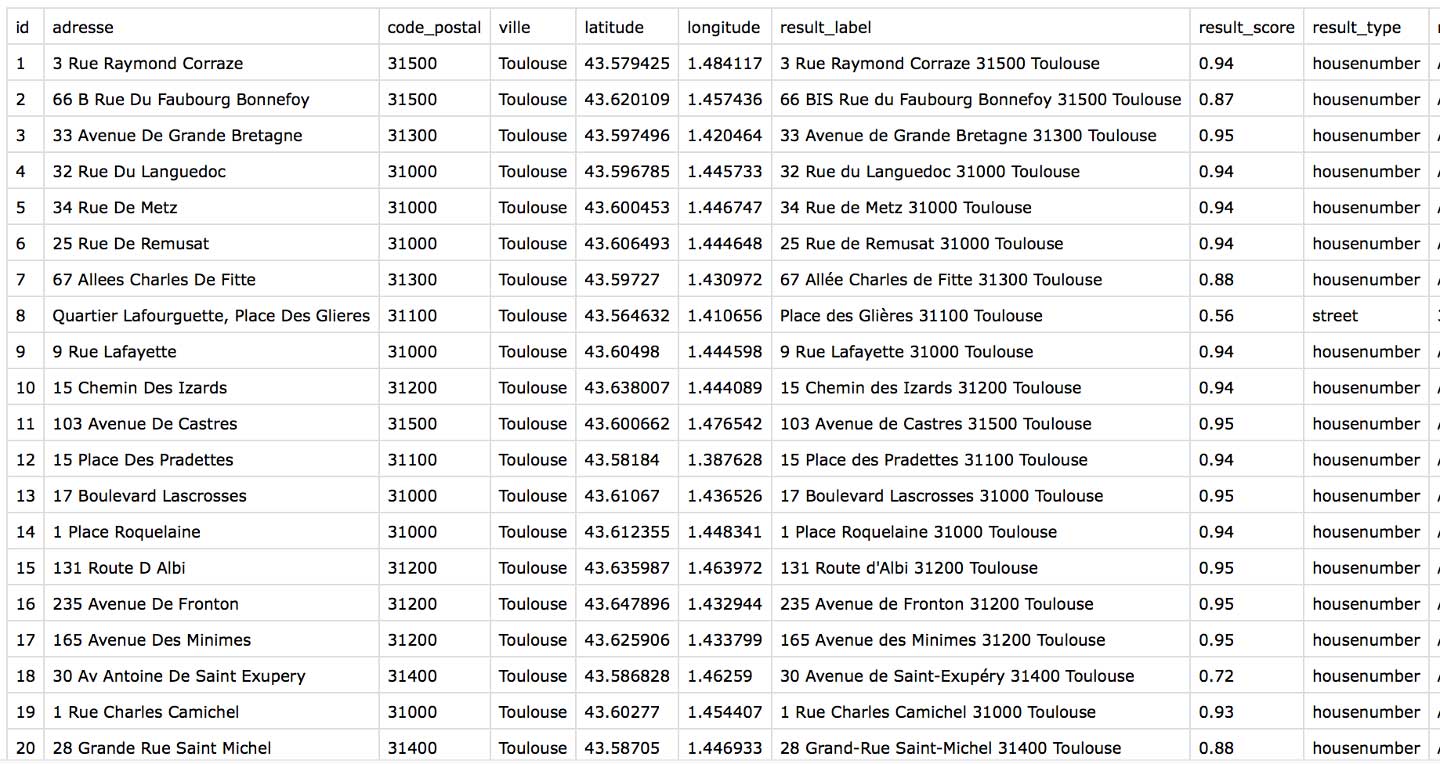 id adresse code_postal ville latitude longitude result_label result_score result_type
1 3 Rue Raymond Corraze 31500 Toulouse 43.579425 1.484117 3 Rue Raymond Corraze 31500 Toulouse 0.94 housenumber
2 66 B Rue Du Faubourg Bonnefoy 31500 Toulouse 43.620109 1.457436 66 BIS Rue du Faubourg Bonnefoy 31500 Toulouse 0.87 housenumber
3 33 Avenue De Grande Bretagne 31300 Toulouse 43.597496 1.420464 33 Avenue de Grande Bretagne 31300 Toulouse 0.95 housenumber
4 32 Rue Du Languedoc 31000 Toulouse 43.596785 1.445733 32 Rue du Languedoc 31000 Toulouse 0.94 housenumber
5 34 Rue De Metz 31000 Toulouse 43.600453 1.446747 34 Rue de Metz 31000 Toulouse 0.94 housenumber
6 25 Rue De Remusat 31000 Toulouse 43.606493 1.444648 25 Rue de Remusat 31000 Toulouse 0.94 housenumber
7 67 Allees Charles De Fitte 31300 Toulouse 43.59727 1.430972 67 Allée Charles de Fitte 31300 Toulouse 0.88 housenumber
8 Quartier Lafourguette, Place Des Glieres 31100 Toulouse 43.564632 1.410656 Place des Glières 31100 Toulouse 0.56 street
9 9 Rue Lafayette 31000 Toulouse 43.60498 1.444598 9 Rue Lafayette 31000 Toulouse 0.94 housenumber
10 15 Chemin Des Izards 31200 Toulouse 43.638007 1.444089 15 Chemin des Izards 31200 Toulouse 0.94 housenumber
11 103 Avenue De Castres 31500 Toulouse 43.600662 1.476542 103 Avenue de Castres 31500 Toulouse 0.95 housenumber
12 15 Place Des Pradettes 31100 Toulouse 43.58184 1.387628 15 Place des Pradettes 31100 Toulouse 0.94 housenumber
13 17 Boulevard Lascrosses 31000 Toulouse 43.61067 1.436526 17 Boulevard Lascrosses 31000 Toulouse 0.95 housenumber
14 1 Place Roquelaine 31000 Toulouse 43.612355 1.448341 1 Place Roquelaine 31000 Toulouse 0.94 housenumber
15 131 Route D Albi 31200 Toulouse 43.635987 1.463972 131 Route d'Albi 31200 Toulouse 0.95 housenumber
16 235 Avenue De Fronton 31200 Toulouse 43.647896 1.432944 235 Avenue de Fronton 31200 Toulouse 0.95 housenumber
17 165 Avenue Des Minimes 31200 Toulouse 43.625906 1.433799 165 Avenue des Minimes 31200 Toulouse 0.95 housenumber
18 30 Av Antoine De Saint Exupery 31400 Toulouse 43.586828 1.46259 30 Avenue de Saint-Exupéry 31400 Toulouse 0.72 housenumber
19 1 Rue Charles Camichel 31000 Toulouse 43.60277 1.454407 1 Rue Charles Camichel 31000 Toulouse 0.93 housenumber
20 28 Grande Rue Saint Michel 31400 Toulouse 43.58705 1.446933 28 Grand-Rue Saint-Michel 31400 Toulouse 0.88 housenumber